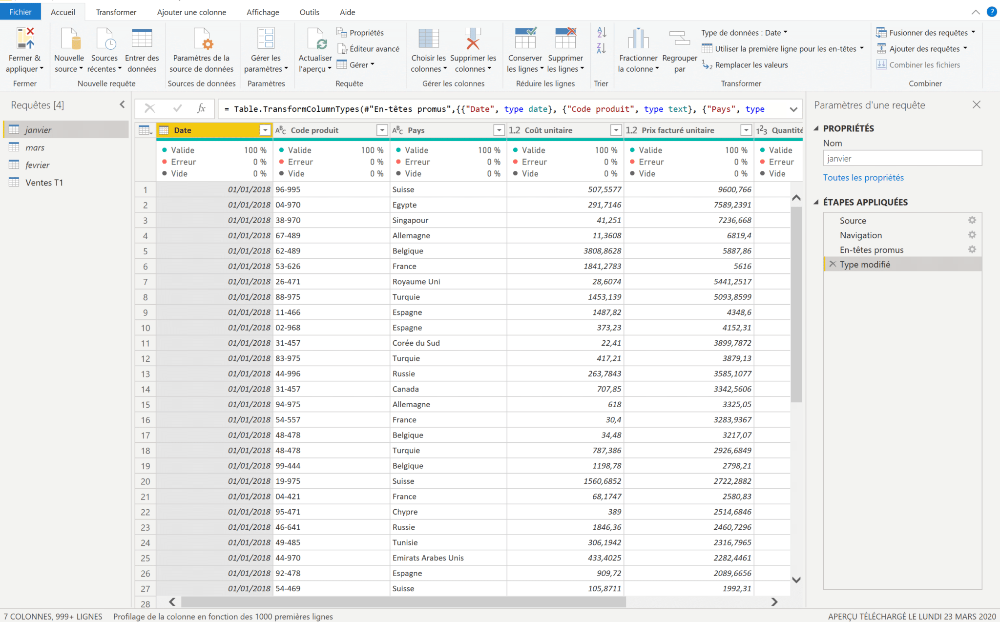 Fichier Accueil Transformer Ajouter une colonne Affichage Outils Aide ?
Fermer & appliquer
Fermer
Nouvelle source
Sources récentes
Entrer des données
Nouvelle requête
Paramètres de la source de données
Sources de données
Gérer les paramètres
Paramètres
Actualiser l'aperçu
Propriétés
Éditeur avancé
Gérer
Requête
Choisir les colonnes
Supprimer les colonnes
Gérer les colonnes
Conserver les lignes
Supprimer les lignes
Réduire les lignes
A Z
Z A
Trier
Fractionner la colonne
Regrouper par
Type de données : Date
Utiliser la première ligne pour les en-têtes
1 2 Remplacer les valeurs
Transformer
Fusionner des requêtes
Ajouter des requêtes
Combiner les fichiers
Combiner
Requêtes [4]
janvier
mars
fevrier
Ventes T1
fx
= Table.TransformColumnTypes(#"En-têtes promus",{{"Date", type date}, {"Code produit", type text}, {"Pays", type
Date ABC Code produit ABC Pays 1.2 Coût unitaire 1.2 Prix facturé unitaire 123 Quantité
Valide 100 % Valide 100 % Valide 100 % Valide 100 % Valide 100 % Valide
Erreur 0 % Erreur 0 % Erreur 0 % Erreur 0 % Erreur 0 % Erreur
Vide 0 % Vide 0 % Vide 0 % Vide 0 % Vide 0 % Vide
1 01/01/2018 96-995 Suisse 507,5577 9600,766
2 01/01/2018 04-970 Egypte 291,7146 7589,2391
3 01/01/2018 38-970 Singapour 41,251 7236,668
4 01/01/2018 67-489 Allemagne 11,3608 6819,4
5 01/01/2018 62-489 Belgique 3808,8628 5887,86
6 01/01/2018 53-626 France 1841,2783 5616
7 01/01/2018 26-471 Royaume Uni 28,6074 5441,2517
8 01/01/2018 88-975 Turquie 1453,139 5093,8599
9 01/01/2018 11-466 Espagne 1487,82 4348,6
10 01/01/2018 02-968 Espagne 373,23 4152,31
11 01/01/2018 31-457 Corée du Sud 22,41 3899,7872
12 01/01/2018 83-975 Turquie 417,21 3879,13
13 01/01/2018 44-996 Russie 263,7843 3585,1077
14 01/01/2018 31-457 Canada 707,85 3342,5606
15 01/01/2018 94-975 Allemagne 618 3325,05
16 01/01/2018 54-557 France 30,4 3283,9367
17 01/01/2018 48-478 Belgique 34,48 3217,07
18 01/01/2018 48-478 Turquie 787,386 2926,6849
19 01/01/2018 99-444 Belgique 1198,78 2798,21
20 01/01/2018 19-975 Suisse 1560,6852 2722,2882
21 01/01/2018 04-421 France 68,1747 2580,83
22 01/01/2018 95-471 Chypre 389 2514,6846
23 01/01/2018 46-641 Russie 1846,36 2460,7296
24 01/01/2018 49-485 Tunisie 306,1942 2316,7965
25 01/01/2018 44-970 Emirats Arabes Unis 433,4025 2282,4461
26 01/01/2018 92-478 Espagne 909,72 2089,6656
27 01/01/2018 54-469 Suisse 105,8711 1992,31
28
Paramètres d'une requête
PROPRIÉTÉS
Nom
janvier
Toutes les propriétés
ÉTAPES APPLIQUÉES
Source
Navigation
En-têtes promus
Type modifié
7 COLONNES, 999+ LIGNES Profilage de la colonne en fonction des 1000 premières lignes APERÇU TÉLÉCHARGÉ LE LUNDI 23 MARS 2020